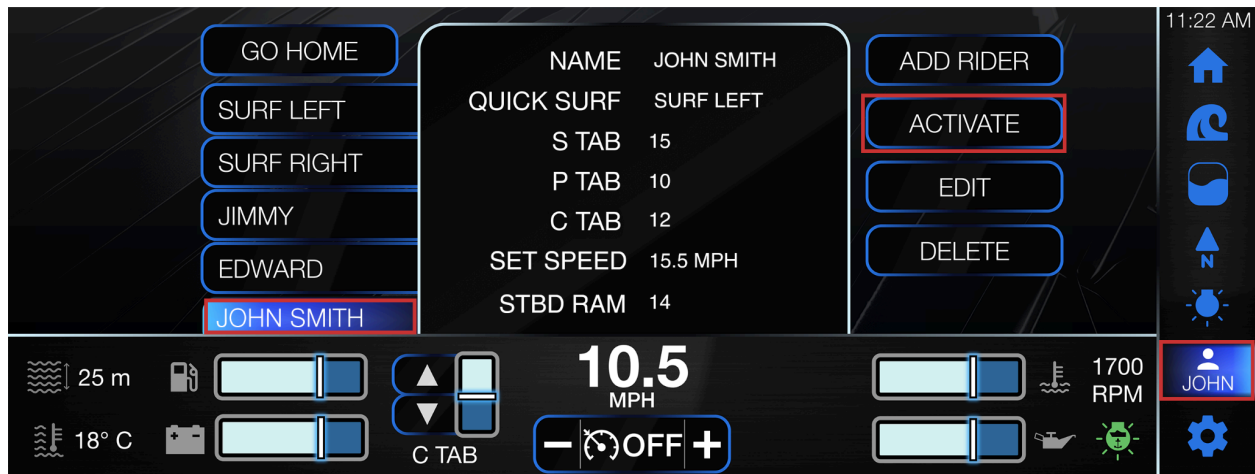 11:22 AM
GO HOME
SURF LEFT
SURF RIGHT
JIMMY
EDWARD
JOHN SMITH
NAME JOHN SMITH
QUICK SURF SURF LEFT
S TAB 15
P TAB 10
C TAB 12
SET SPEED 15.5 MPH
STBD RAM 14
ADD RIDER
ACTIVATE
EDIT
DELETE
N
JOHN
25 m
18° C
C TAB
10.5
MPH
OFF
1700
RPM